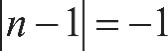 |n − 1| = −1